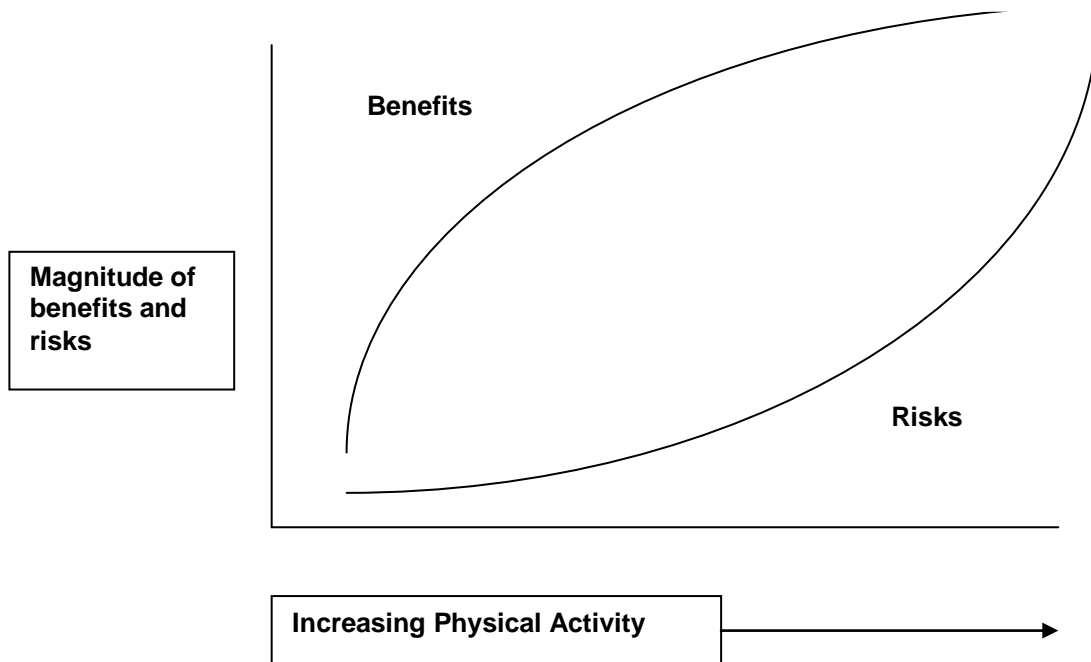 Benefits
Magnitude of
benefits and
risks
Risks
Increasing Physical Activity